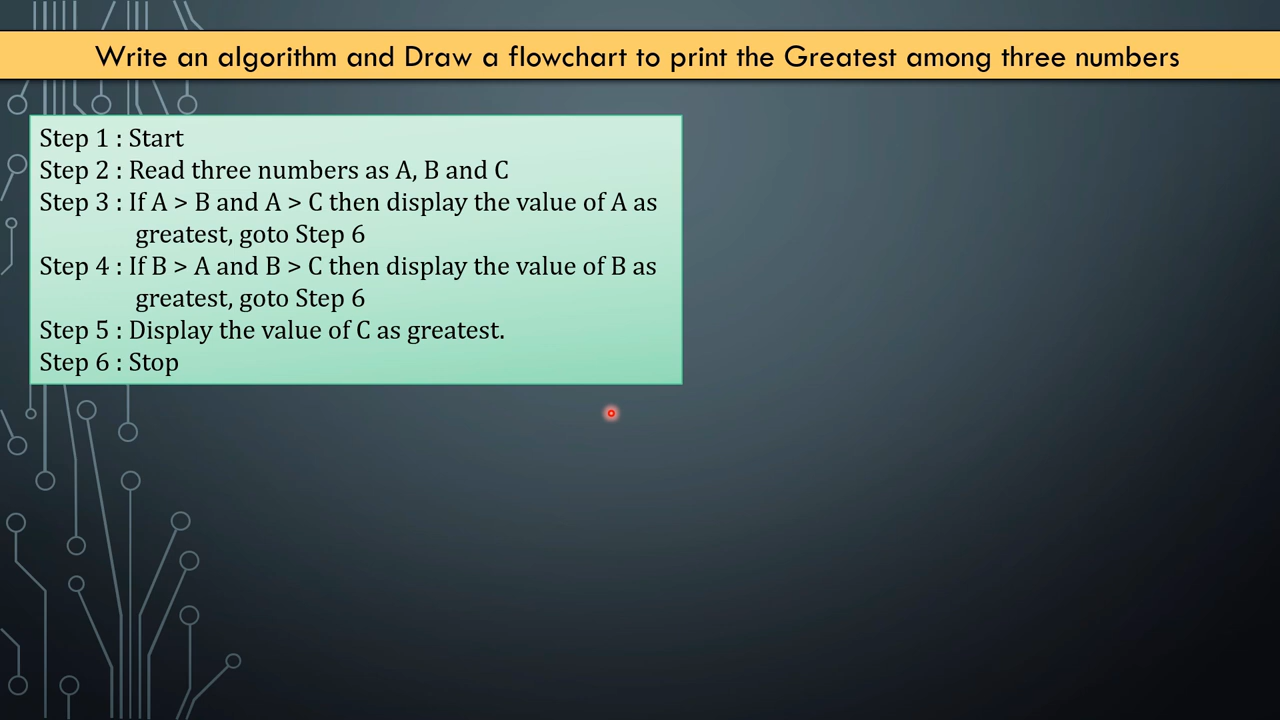 Write an algorithm and Draw a flowchart to print the Greatest among three numbers
Step 1 : Start
Step 2 : Read three numbers as A, B and C
Step 3 : If A > B and A > C then display the value of A as
greatest, goto Step 6
Step 4 : If B > A and B > C then display the value of B as
greatest, goto Step 6
Step 5 : Display the value of C as greatest.
Step 6 : Stop